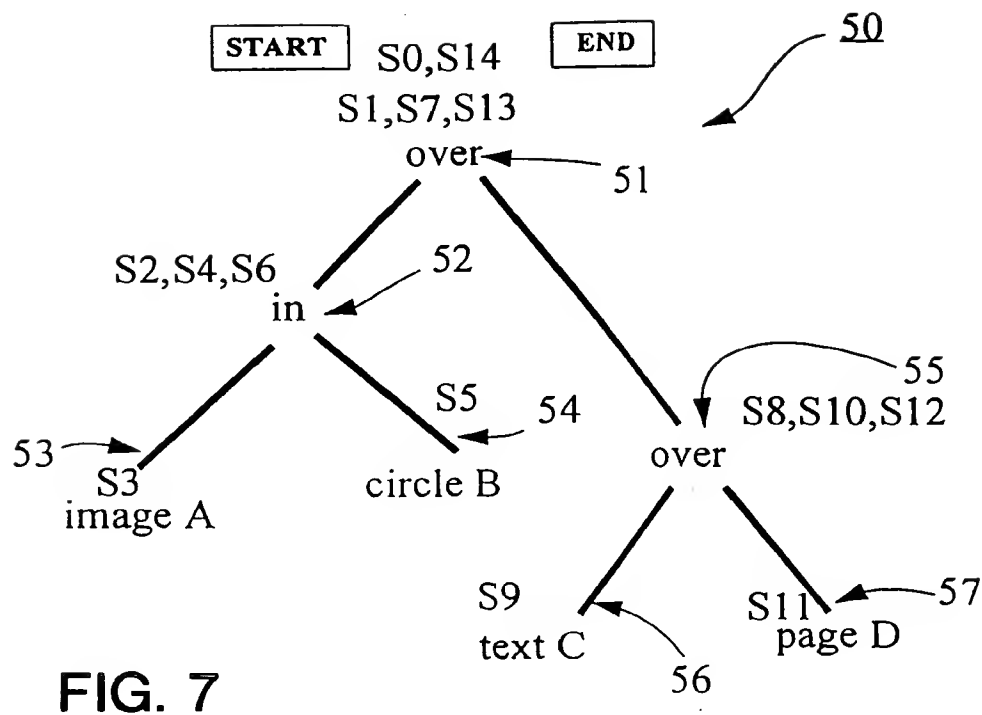 50
START
END
S0,S14
S1,S7,S13
over
51
S2,S4,S6
52
in
55
S8,S10,S12
S5
54
53
over
S3
image A
circle B
S9
S11
57
text C
page D
56
FIG. 7